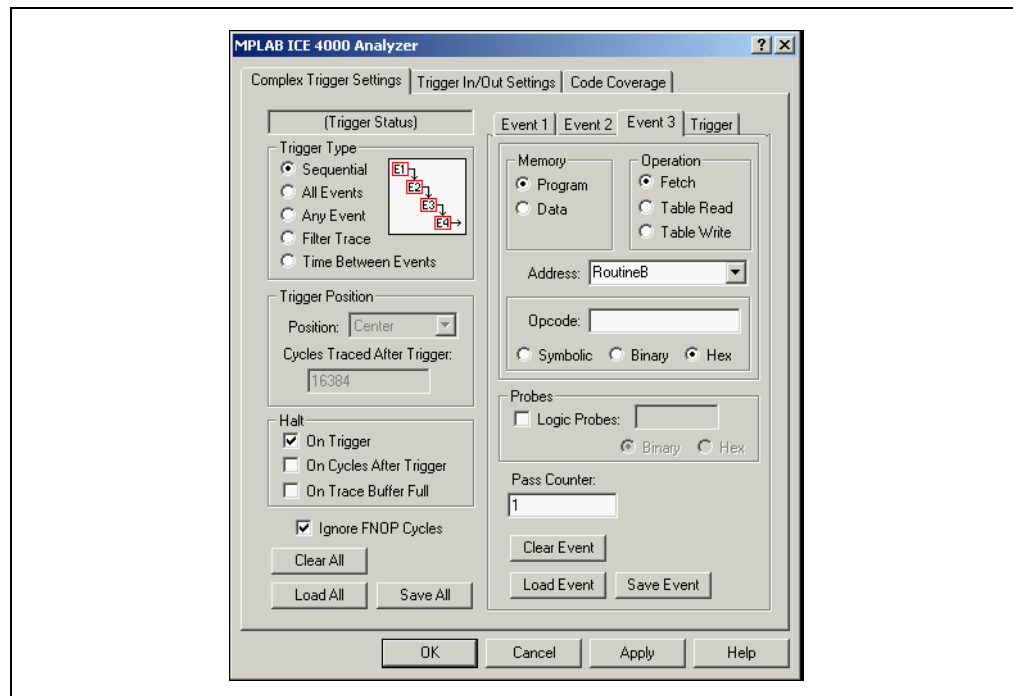 MPLAB ICE 4000 Analyzer
Complex Trigger Settings Trigger In/Out Settings Code Coverage
(Trigger Status)
Trigger Type
Sequential
All Events
Any Event
Filter Trace
Time Between Events
E1
E2
E3
E4
Trigger Position
Position: Center
Cycles Traced After Trigger:
16384
Halt
On Trigger
On Cycles After Trigger
On Trace Buffer Full
Ignore FNOP Cycles
Clear All
Load All Save All
Event 1 Event 2 Event 3 Trigger
Memory
Program
Data
Operation
Fetch
Table Read
Table Write
Address: RoutineB
Opcode:
Symbolic Binary Hex
Probes
Logic Probes:
Binary Hex
Pass Counter:
1
Clear Event
Load Event Save Event
OK Cancel Apply Help